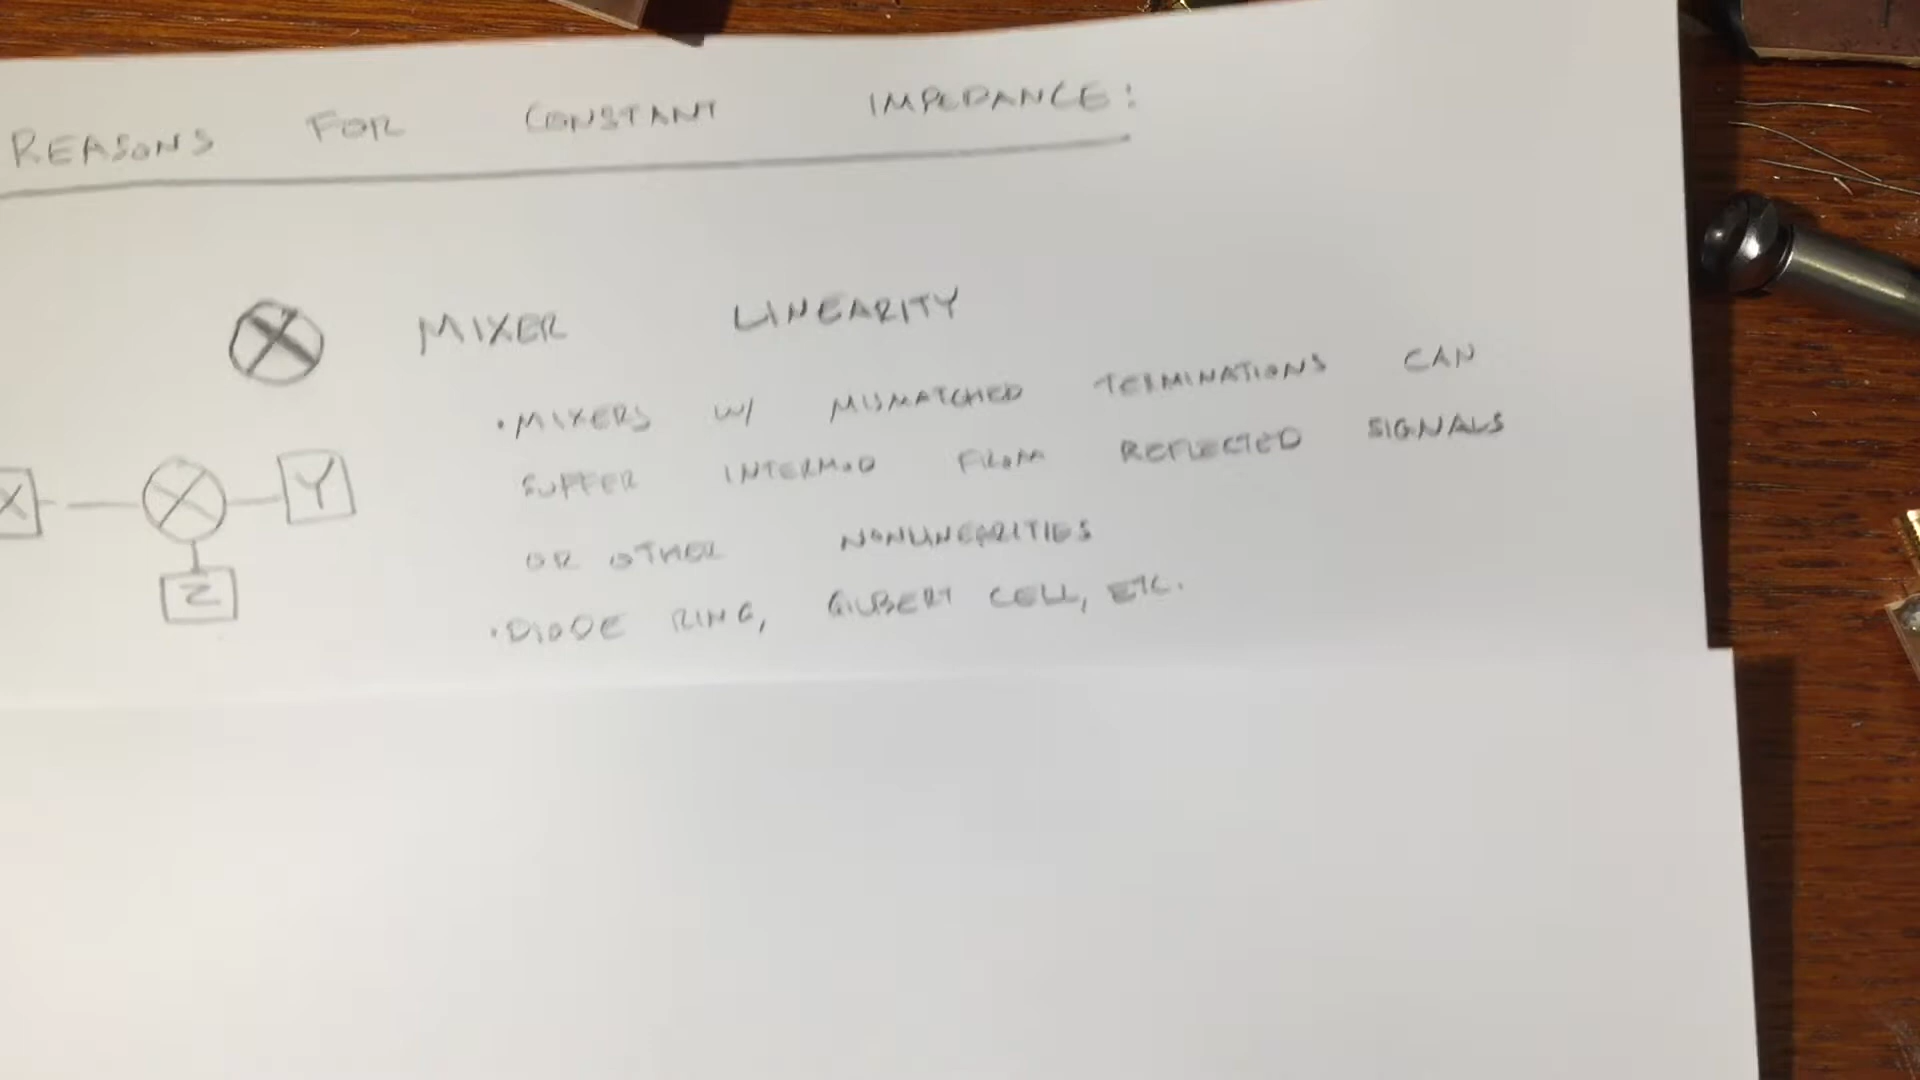 REASONS FOR CONSTANT IMPEDANCE:
MIXER LINEARITY
• MIXERS W/ MISMATCHED TERMINATIONS CAN
SUFFER INTERMOD FROM REFLECTED SIGNALS
OR OTHER NONLINEARITIES
• DIODE RING, GILBERT CELL, ETC.
X
Y
Z